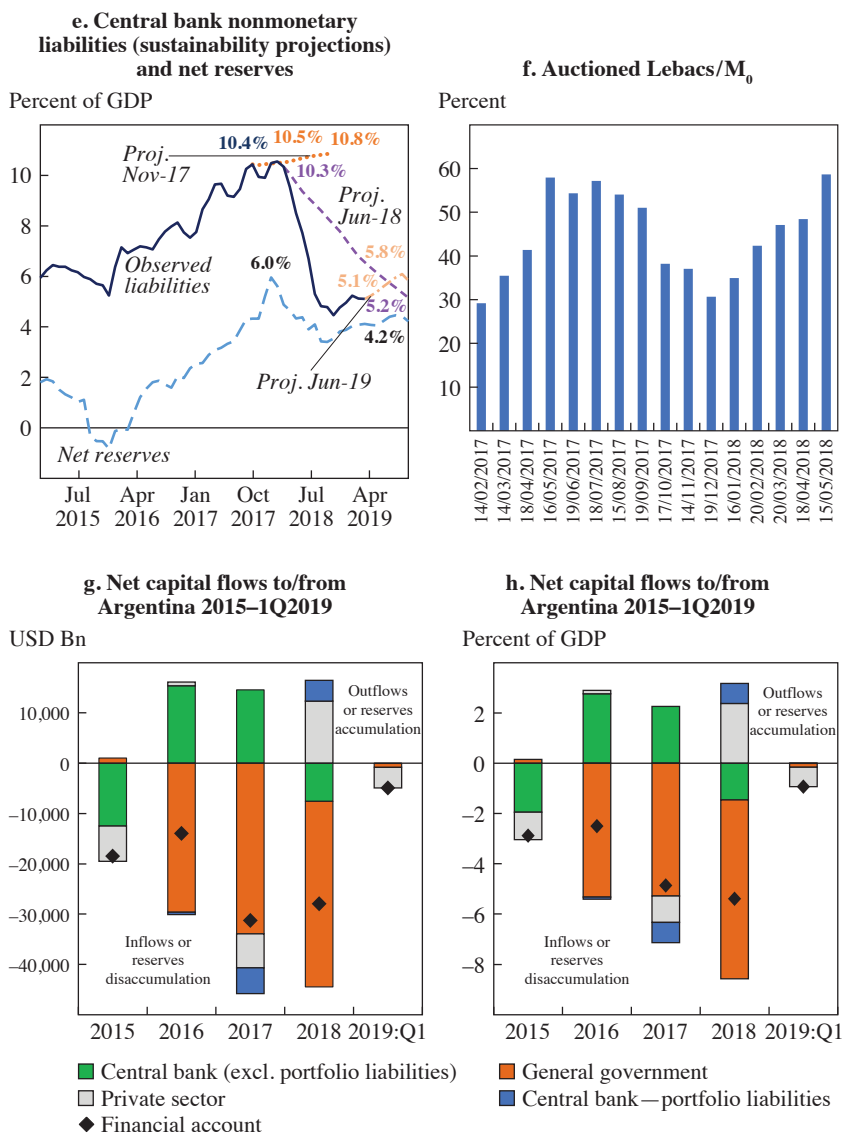 e. Central bank nonmonetary
liabilities (sustainability projections)
and net reserves
Percent of GDP
10
8
6
4
2
0
Proj.
Nov-17
10.4%
10.5%
10.8%
10.3%
Proj.
Jun-18
Observed
liabilities
6.0%
5.8%
5.1%
5.2%
4.2%
Proj. Jun-19
Net reserves
Jul
2015
Apr
2016
Jan
2017
Oct
2017
Jul
2018
Apr
2019
f. Auctioned Lebacs/M0
Percent
60
50
40
30
20
10
14/02/2017
14/03/2017
18/04/2017
16/05/2017
19/06/2017
18/07/2017
15/08/2017
19/09/2017
17/10/2017
14/11/2017
19/12/2017
16/01/2018
20/02/2018
20/03/2018
18/04/2018
15/05/2018
g. Net capital flows to/from
Argentina 2015–1Q2019
USD Bn
10,000
0
–10,000
–20,000
–30,000
–40,000
Outflows
or reserves
accumulation
Inflows or
reserves
disaccumulation
2015
2016
2017
2018
2019:Q1
h. Net capital flows to/from
Argentina 2015–1Q2019
Percent of GDP
2
0
–2
–4
–6
–8
Outflows
or reserves
accumulation
Inflows or
reserves
disaccumulation
2015
2016
2017
2018
2019:Q1
Central bank (excl. portfolio liabilities)
Private sector
Financial account
General government
Central bank—portfolio liabilities